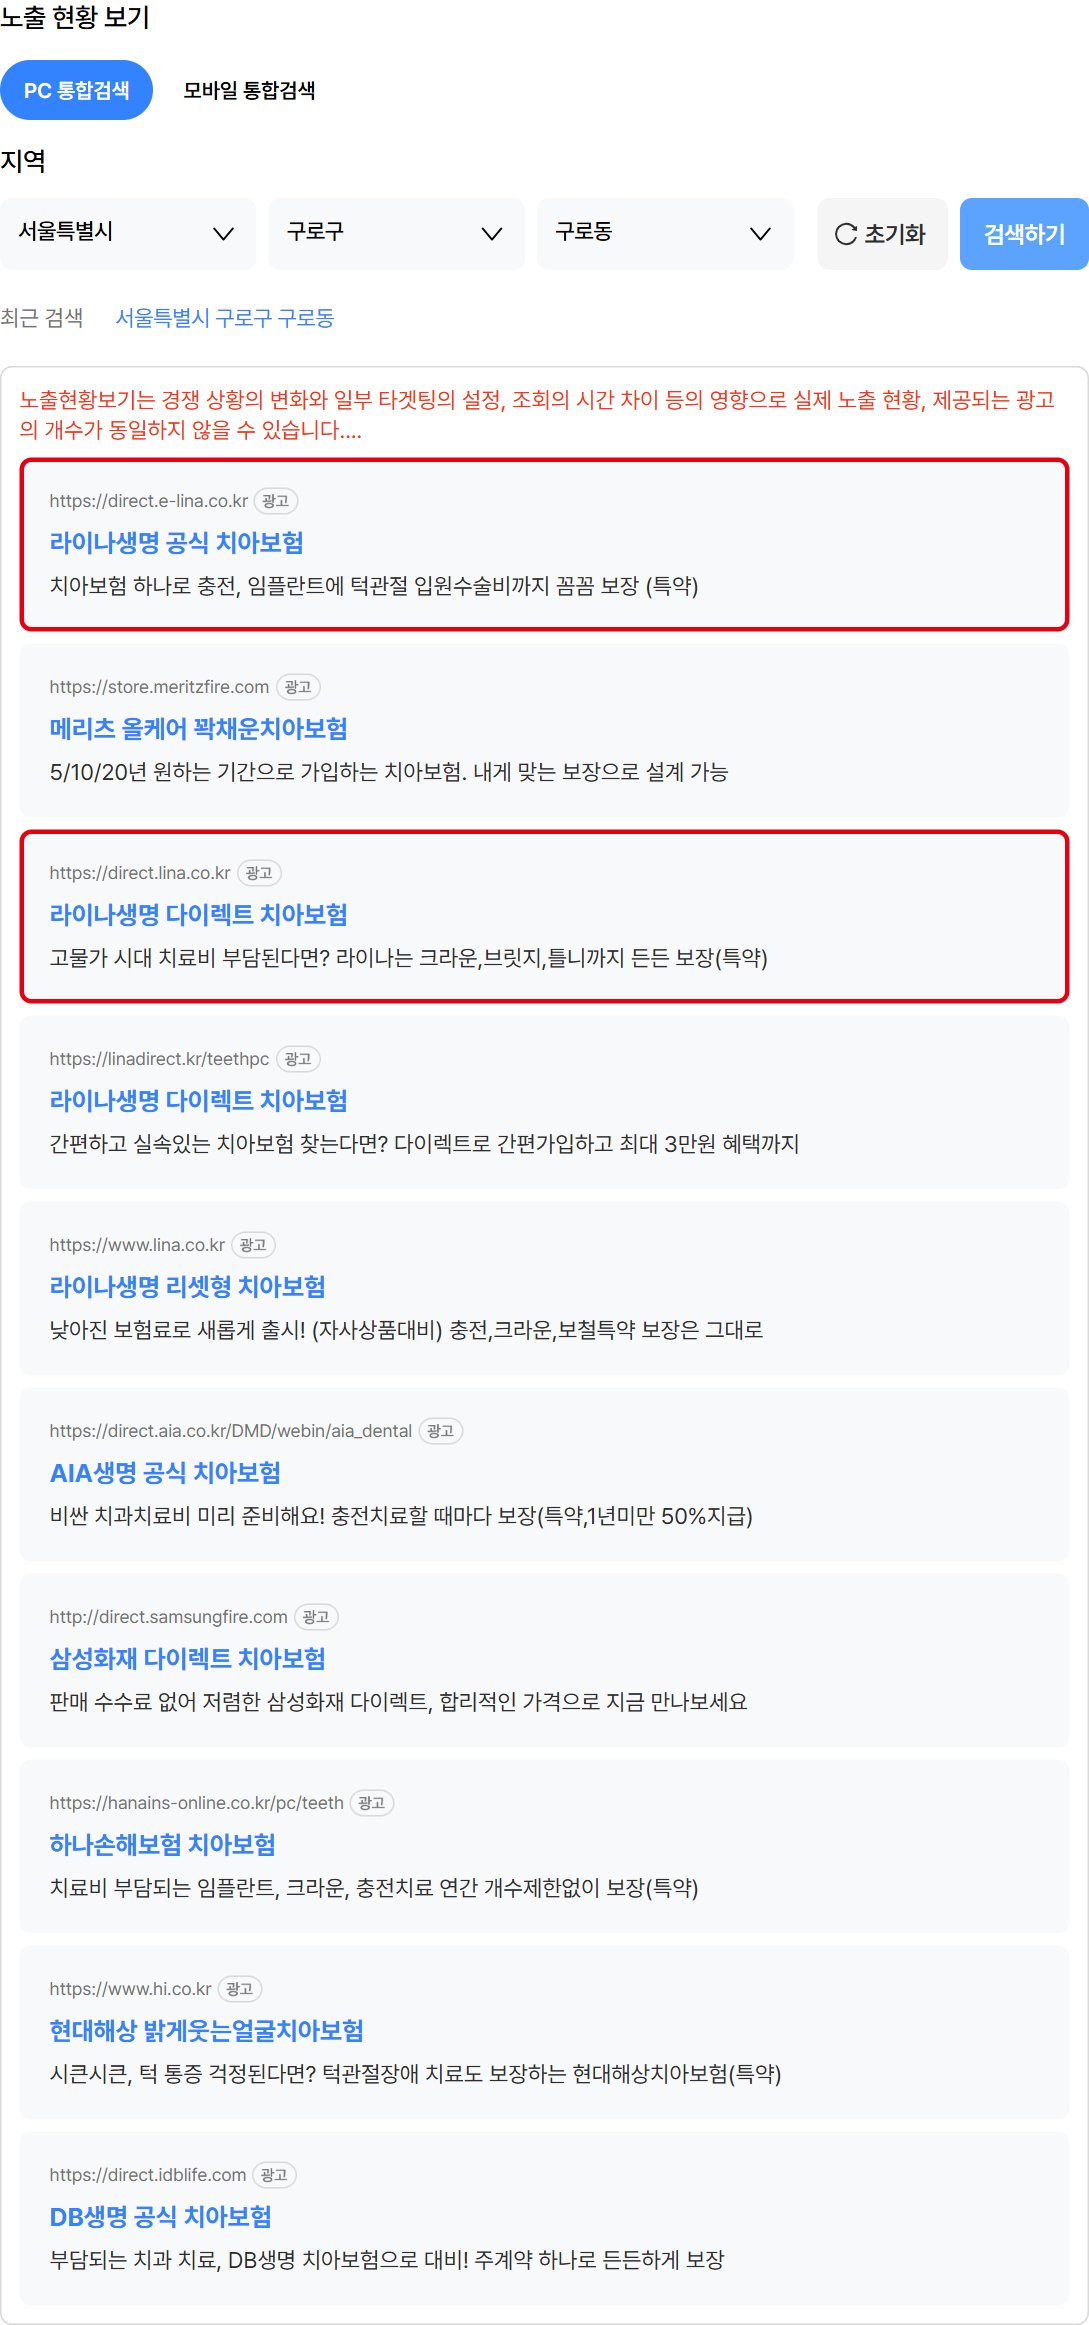 노출 현황 보기
PC 통합검색
모바일 통합검색
지역
서울특별시
구로구
구로동
초기화
검색하기
최근 검색
서울특별시 구로구 구로동
노출현황보기는 경쟁 상황의 변화와 일부 타겟팅의 설정, 조회의 시간 차이 등의 영향으로 실제 노출 현황, 제공되는 광고
의 개수가 동일하지 않을 수 있습니다....
https://direct.e-lina.co.kr 광고
라이나생명 공식 치아보험
치아보험 하나로 충전, 임플란트에 턱관절 입원수술비까지 꼼꼼 보장 (특약)
https://store.meritzfire.com 광고
메리츠 올케어 꽉채운치아보험
5/10/20년 원하는 기간으로 가입하는 치아보험. 내게 맞는 보장으로 설계 가능
https://direct.lina.co.kr 광고
라이나생명 다이렉트 치아보험
고물가 시대 치료비 부담된다면? 라이나는 크라운,브릿지,틀니까지 든든 보장(특약)
https://linadirect.kr/teethpc 광고
라이나생명 다이렉트 치아보험
간편하고 실속있는 치아보험 찾는다면? 다이렉트로 간편가입하고 최대 3만원 혜택까지
https://www.lina.co.kr 광고
라이나생명 리셋형 치아보험
낮아진 보험료로 새롭게 출시! (자사상품대비) 충전,크라운,보철특약 보장은 그대로
https://direct.aia.co.kr/DMD/webin/aia_dental 광고
AIA생명 공식 치아보험
비싼 치과치료비 미리 준비해요! 충전치료할 때마다 보장(특약,1년미만 50%지급)
http://direct.samsungfire.com 광고
삼성화재 다이렉트 치아보험
판매 수수료 없어 저렴한 삼성화재 다이렉트, 합리적인 가격으로 지금 만나보세요
https://hanains-online.co.kr/pc/teeth 광고
하나손해보험 치아보험
치료비 부담되는 임플란트, 크라운, 충전치료 연간 개수제한없이 보장(특약)
https://www.hi.co.kr 광고
현대해상 밝게웃는얼굴치아보험
시큰시큰, 턱 통증 걱정된다면? 턱관절장애 치료도 보장하는 현대해상치아보험(특약)
https://direct.idblife.com 광고
DB생명 공식 치아보험
부담되는 치과 치료, DB생명 치아보험으로 대비! 주계약 하나로 든든하게 보장